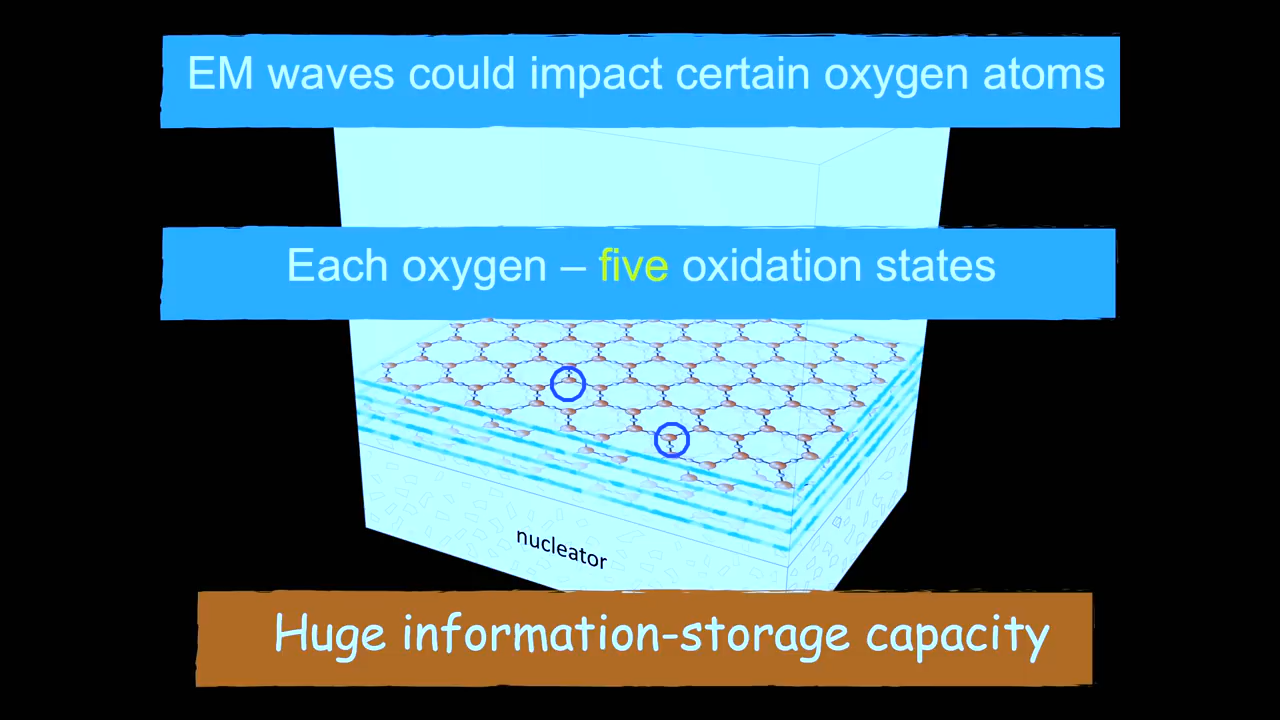 EM waves could impact certain oxygen atoms
Each oxygen – five oxidation states
nucleator
Huge information-storage capacity